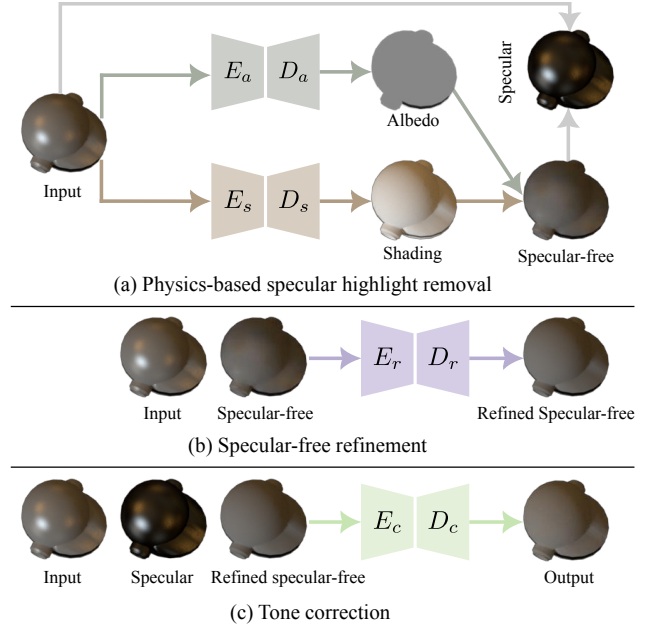 E_a D_a
Specular
Albedo
Input
E_s D_s
Shading
Specular-free
(a) Physics-based specular highlight removal
E_r D_r
Input
Specular-free
Refined Specular-free
(b) Specular-free refinement
E_c D_c
Input
Specular
Refined specular-free
Output
(c) Tone correction